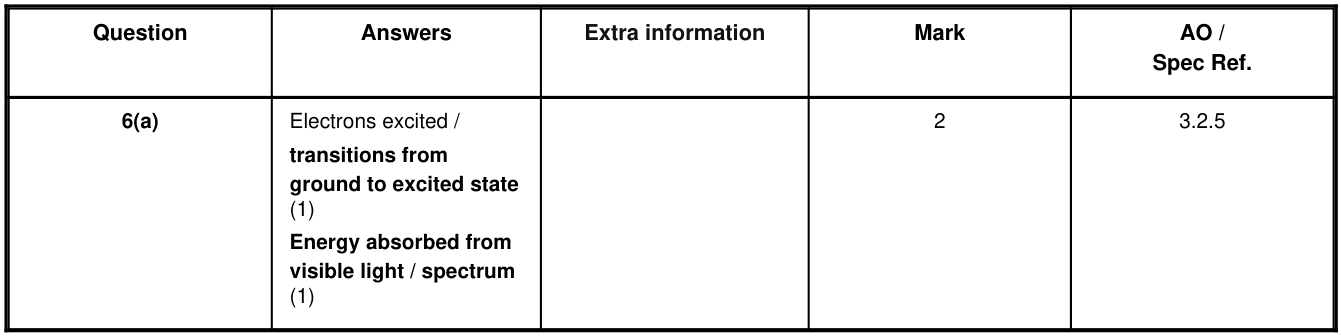 Question Answers Extra information Mark AO /
Spec Ref.
6(a) Electrons excited / 2 3.2.5
transitions from
ground to excited state
(1)
Energy absorbed from
visible light / spectrum
(1)